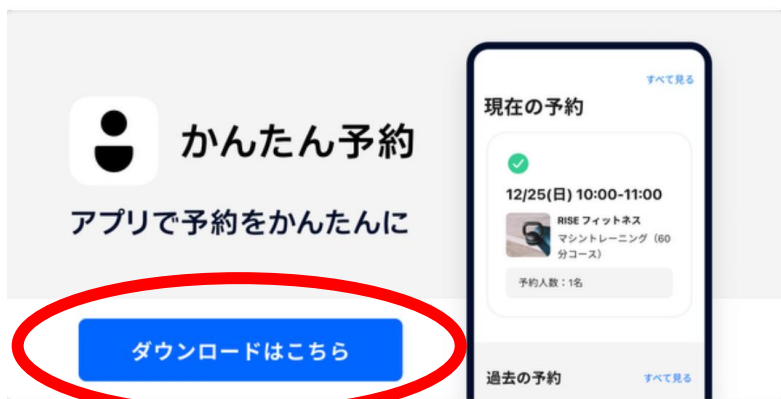 かんたん予約
アプリで予約をかんたんに
ダウンロードはこちら
すべて見る
現在の予約
12/25(日) 10:00-11:00
RISE フィットネス
マシントレーニング（60
分コース）
予約人数：1名
過去の予約
すべて見る